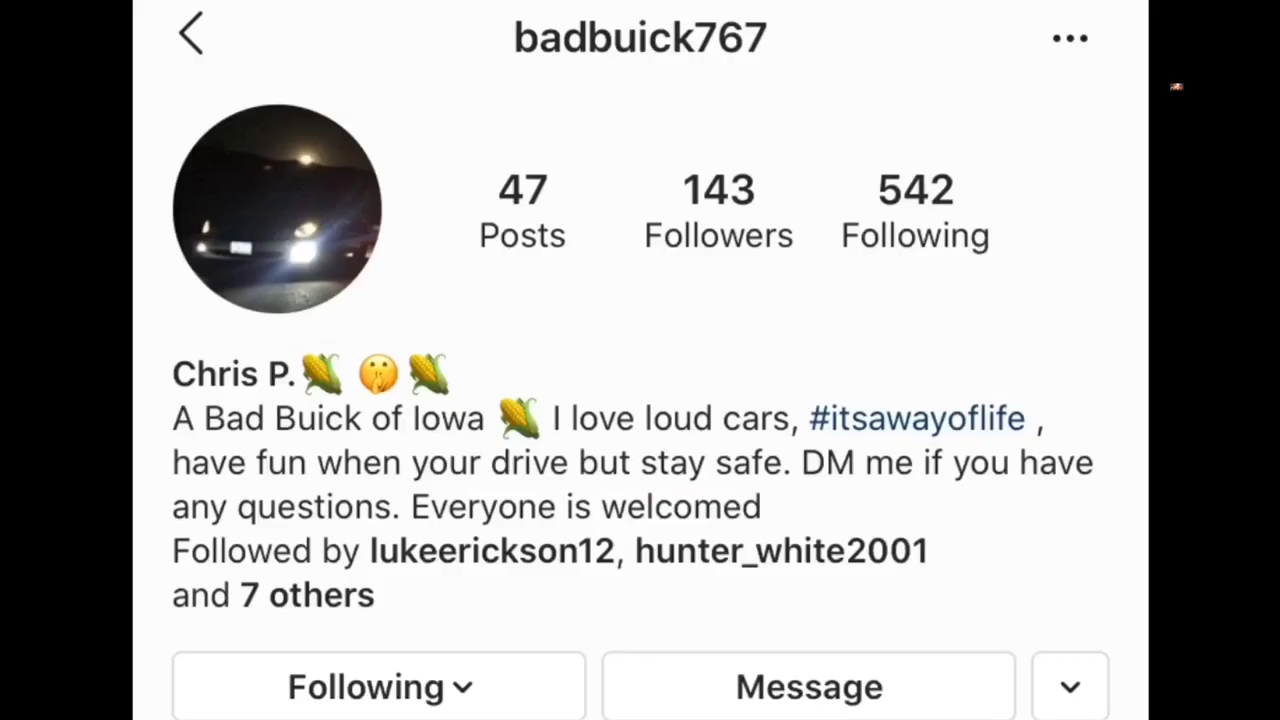 badbuick767
47 143 542
Posts Followers Following
Chris P.🌽 🤫 🌽
A Bad Buick of Iowa 🌽 I love loud cars, #itsawayoflife ,
have fun when your drive but stay safe. DM me if you have
any questions. Everyone is welcomed
Followed by lukeerickson12, hunter_white2001
and 7 others
Following Message